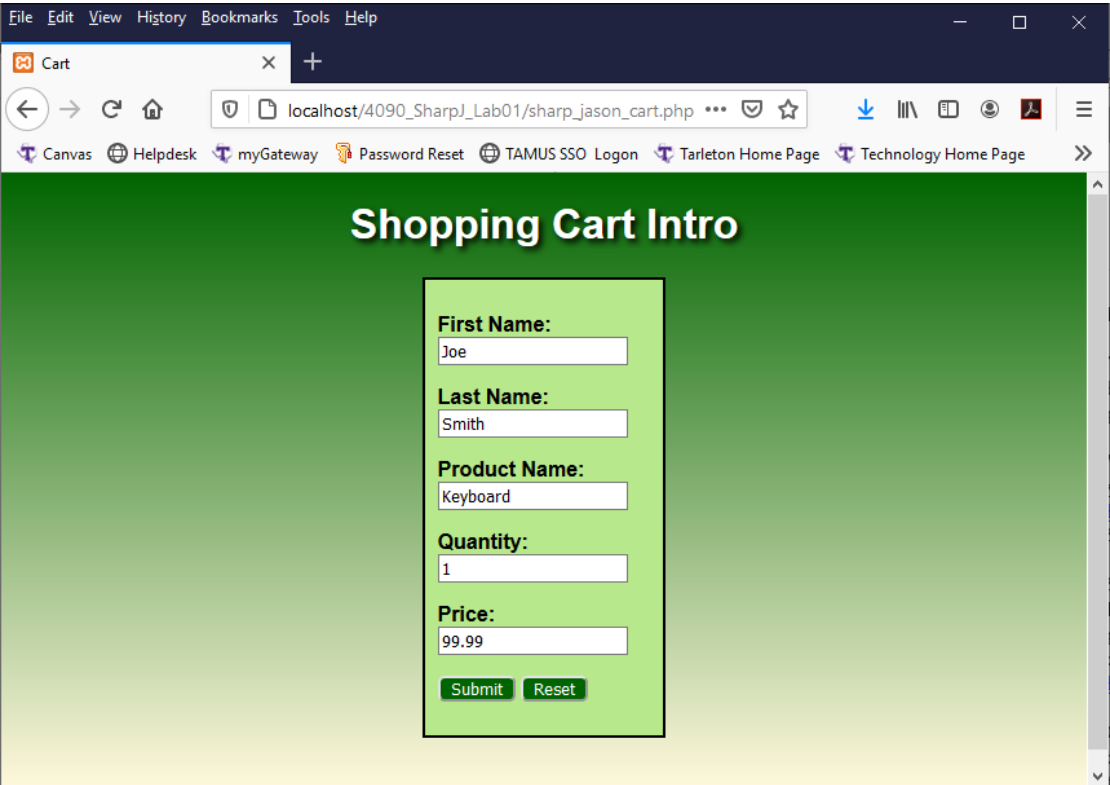 File Edit View History Bookmarks Tools Help
Cart
localhost/4090_SharpJ_Lab01/sharp_jason_cart.php
Canvas Helpdesk myGateway Password Reset TAMUS SSO Logon Tarleton Home Page Technology Home Page
Shopping Cart Intro
First Name:
Joe
Last Name:
Smith
Product Name:
Keyboard
Quantity:
1
Price:
99.99
Submit Reset